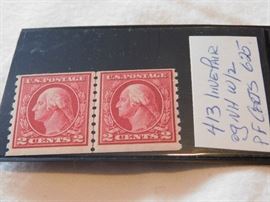 U.S. POSTAGE
2 CENTS 2
U.S. POSTAGE
2 CENTS 2
413 line pair
og NH w/2
PF Certs 625-